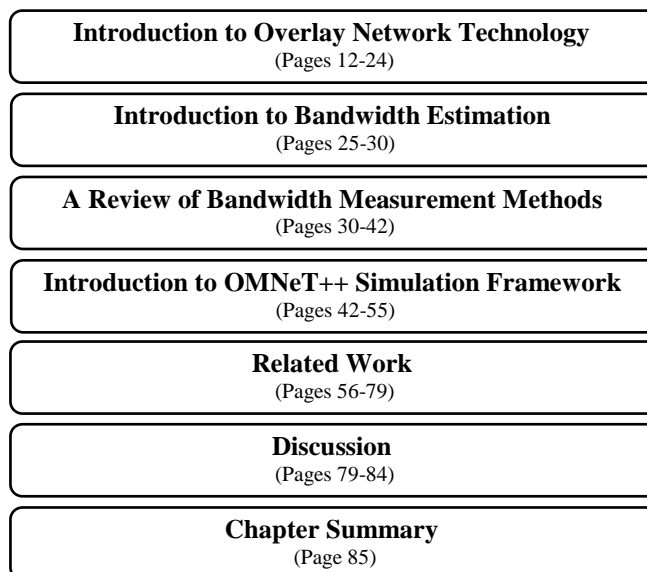 Introduction to Overlay Network Technology
(Pages 12-24)
Introduction to Bandwidth Estimation
(Pages 25-30)
A Review of Bandwidth Measurement Methods
(Pages 30-42)
Introduction to OMNeT++ Simulation Framework
(Pages 42-55)
Related Work
(Pages 56-79)
Discussion
(Pages 79-84)
Chapter Summary
(Page 85)